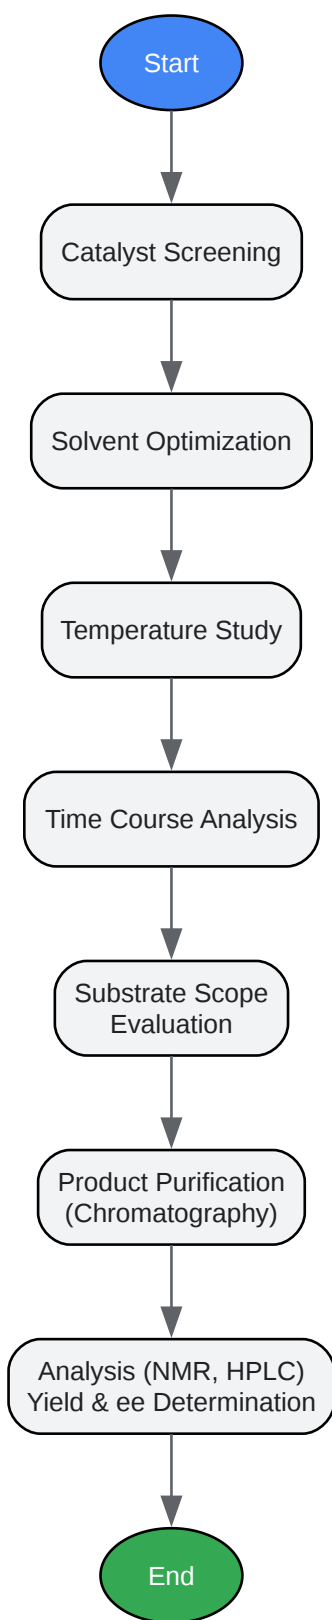 Start
Catalyst Screening
Solvent Optimization
Temperature Study
Time Course Analysis
Substrate Scope
Evaluation
Product Purification
(Chromatography)
Analysis (NMR, HPLC)
Yield & ee Determination
End